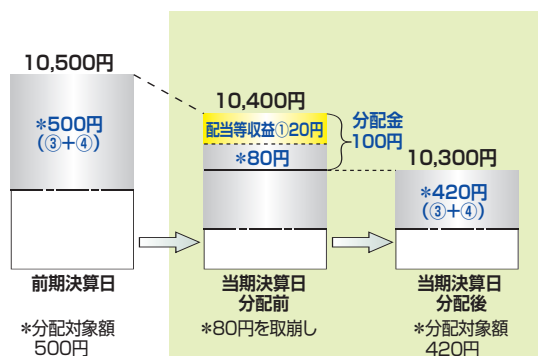 10,500円
*500円
(③+④)
前期決算日
*分配対象額
500円
10,400円
配当等収益①20円
*80円
分配金
100円
当期決算日
分配前
*80円を取崩し
10,300円
*420円
(③+④)
当期決算日
分配後
*分配対象額
420円